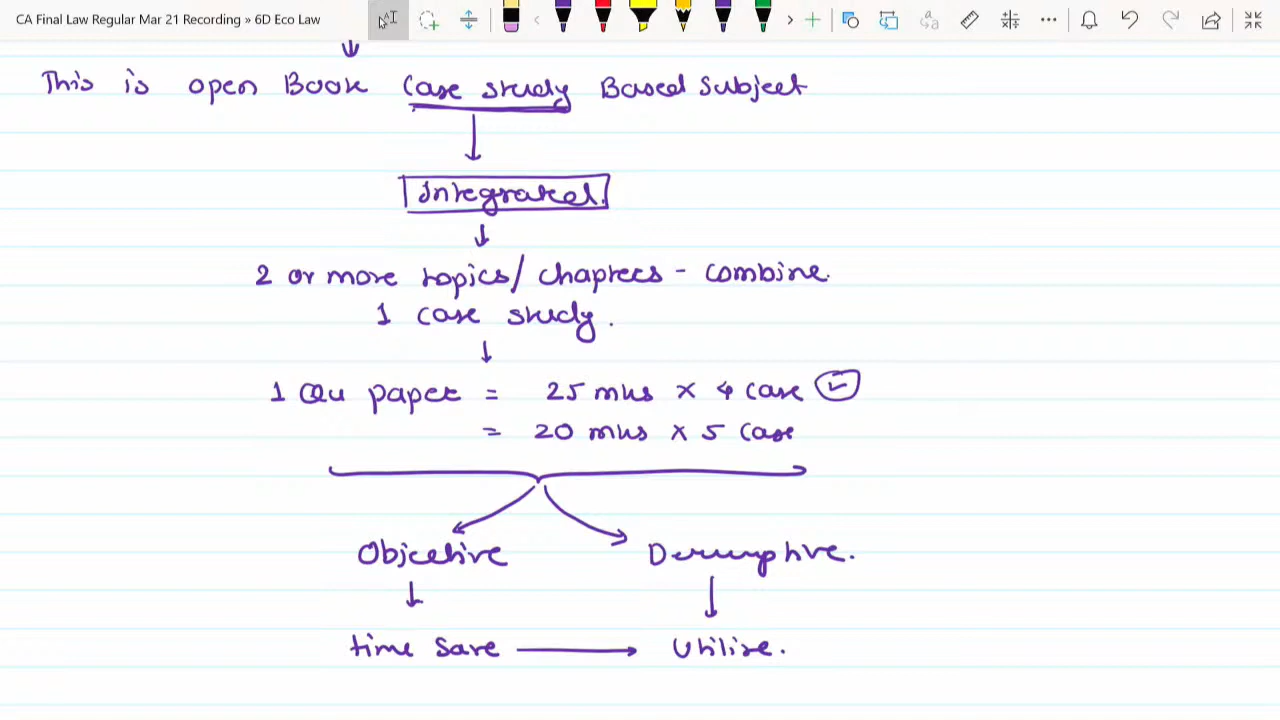 CA Final Law Regular Mar 21 Recording » 6D Eco Law
This is open Book Case study Based Subject
Integrated.
2 or more topics/chapters - combine.
1 case study.
1 Qu paper = 25 mks × 4 case
= 20 mks × 5 case
Objective Descriptive.
time save → Utilize.